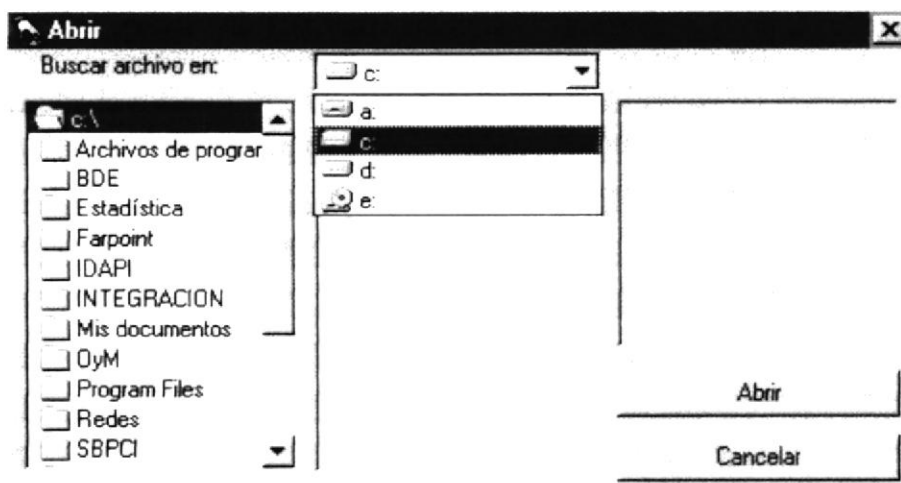 Abrir
Buscar archivo en:
c:
c:\
Archivos de prograr
BDE
Estadística
Farpoint
IDAPI
INTEGRACION
Mis documentos
OyM
Program Files
Redes
SBPCI
a:
c:
d:
e:
Abrir
Cancelar